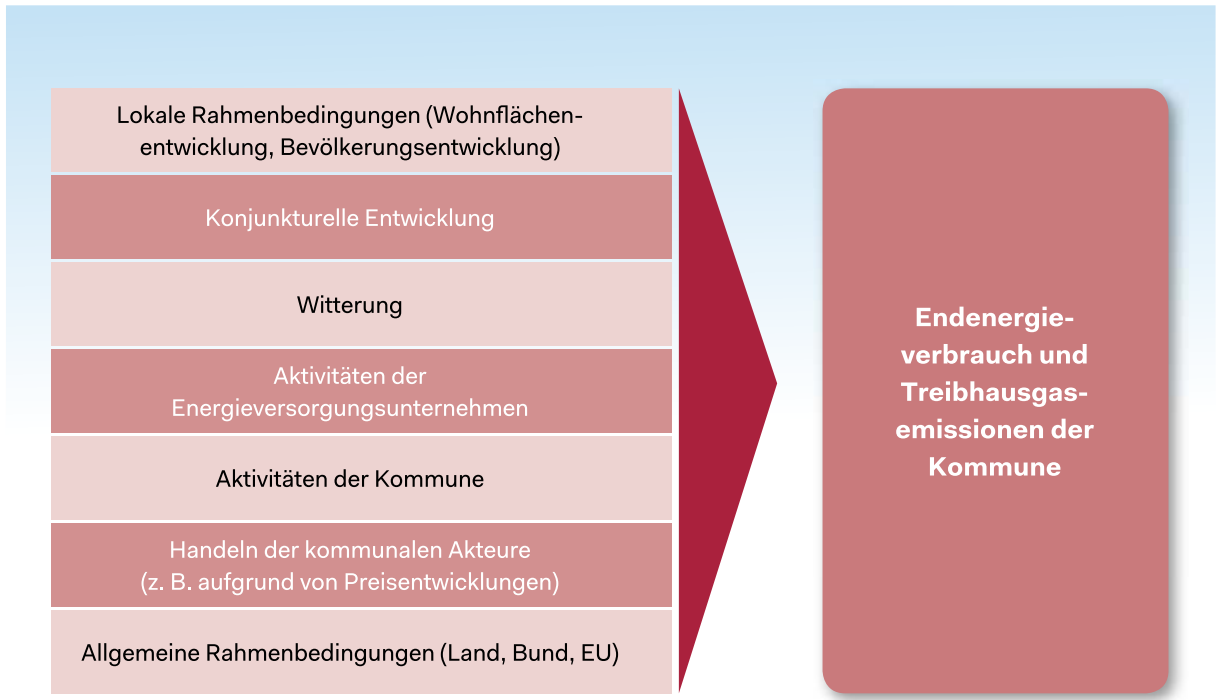 Lokale Rahmenbedingungen (Wohnflächen-
entwicklung, Bevölkerungsentwicklung)
Konjunkturelle Entwicklung
Witterung
Aktivitäten der
Energieversorgungsunternehmen
Aktivitäten der Kommune
Handeln der kommunalen Akteure
(z. B. aufgrund von Preisentwicklungen)
Allgemeine Rahmenbedingungen (Land, Bund, EU)
Endenergie-
verbrauch und
Treibhausgas-
emissionen der
Kommune